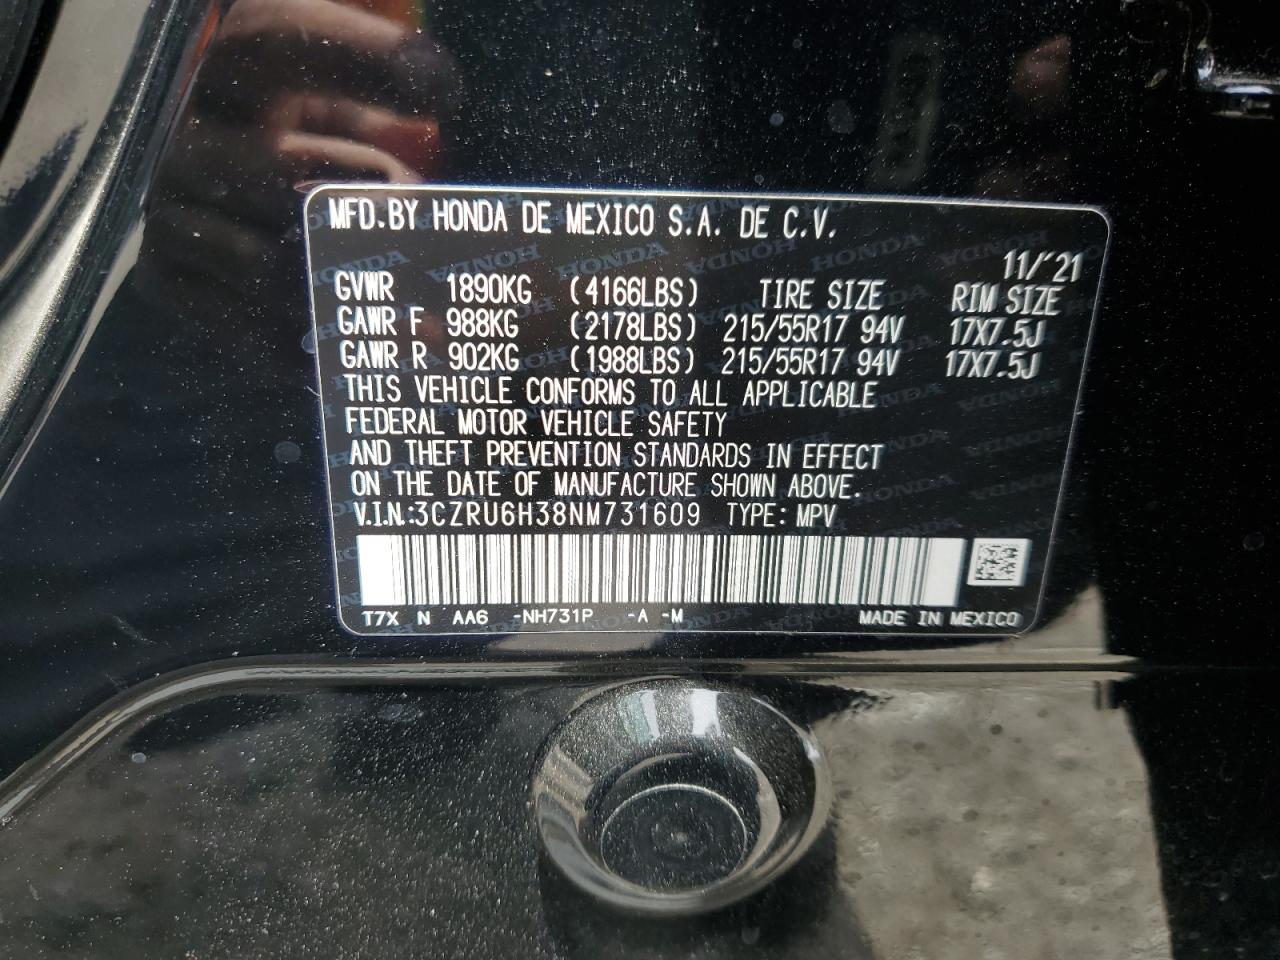 MFD.BY HONDA DE MEXICO S.A. DE C.V.
11/'21
GVWR 1890KG (4166LBS) TIRE SIZE RIM SIZE
GAWR F 988KG (2178LBS) 215/55R17 94V 17X7.5J
GAWR R 902KG (1988LBS) 215/55R17 94V 17X7.5J
THIS VEHICLE CONFORMS TO ALL APPLICABLE
FEDERAL MOTOR VEHICLE SAFETY
AND THEFT PREVENTION STANDARDS IN EFFECT
ON THE DATE OF MANUFACTURE SHOWN ABOVE.
V.I.N.:3CZRU6H38NM731609 TYPE: MPV
T7X N AA6 -NH731P -A -M MADE IN MEXICO